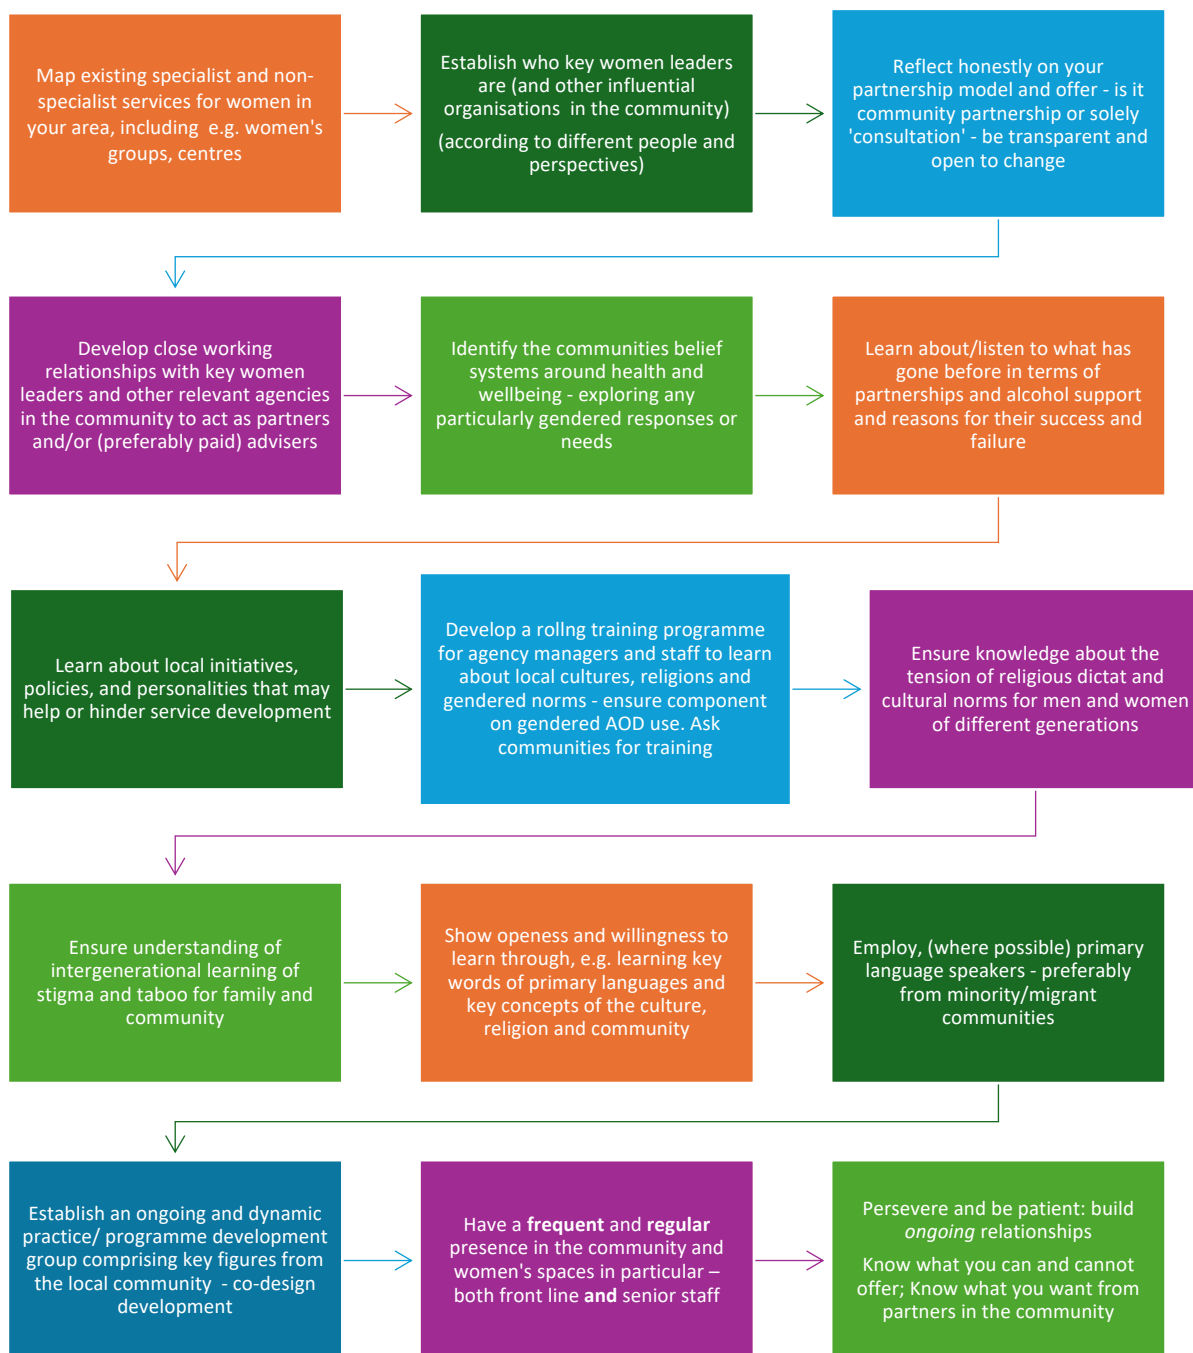 Map existing specialist and non-
specialist services for women in
your area, including e.g. women's
groups, centres
Establish who key women leaders
are (and other influential
organisations in the community)
(according to different people and
perspectives)
Reflect honestly on your
partnership model and offer - is it
community partnership or solely
'consultation' - be transparent and
open to change
Develop close working
relationships with key women
leaders and other relevant agencies
in the community to act as partners
and/or (preferably paid) advisers
Identify the communities belief
systems around health and
wellbeing - exploring any
particularly gendered responses or
needs
Learn about/listen to what has
gone before in terms of
partnerships and alcohol support
and reasons for their success and
failure
Learn about local initiatives,
policies, and personalities that may
help or hinder service development
Develop a rollng training programme
for agency managers and staff to learn
about local cultures, religions and
gendered norms - ensure component
on gendered AOD use. Ask
communities for training
Ensure knowledge about the
tension of religious dictat and
cultural norms for men and women
of different generations
Ensure understanding of
intergenerational learning of
stigma and taboo for family and
community
Show openess and willingness to
learn through, e.g. learning key
words of primary languages and
key concepts of the culture,
religion and community
Employ, (where possible) primary
language speakers - preferably
from minority/migrant
communities
Establish an ongoing and dynamic
practice/ programme development
group comprising key figures from
the local community - co-design
development
Have a frequent and regular
presence in the community and
women's spaces in particular –
both front line and senior staff
Persevere and be patient: build
ongoing relationships
Know what you can and cannot
offer; Know what you want from
partners in the community